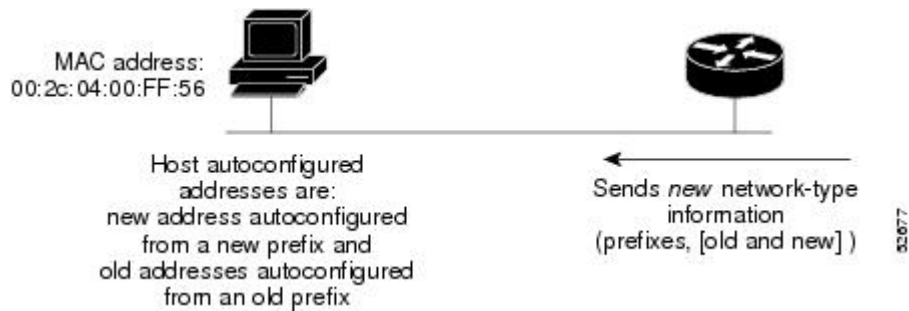 MAC address:
00:2c:04:00:FF:56
Host autoconfigured
addresses are:
new address autoconfigured
from a new prefix and
old addresses autoconfigured
from an old prefix
Sends new network-type
information
(prefixes, [old and new] )
52677